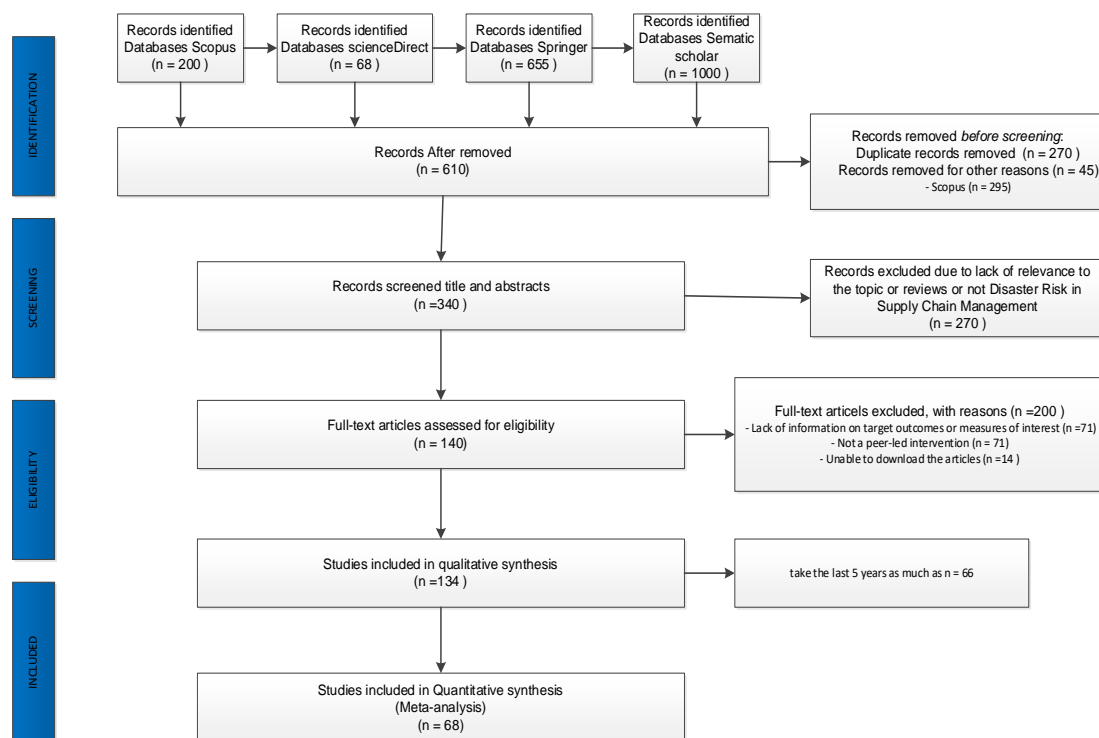 IDENTIFICATION
Records identified
Databases Scopus
(n = 200 )
Records identified
Databases scienceDirect
(n = 68 )
Records identified
Databases Springer
(n = 655 )
Records identified
Databases Sematic
scholar
(n = 1000 )
Records After removed
(n = 610)
Records removed before screening:
Duplicate records removed (n = 270 )
Records removed for other reasons (n = 45)
- Scopus (n = 295)
SCREENING
Records screened title and abstracts
(n =340 )
Records excluded due to lack of relevance to
the topic or reviews or not Disaster Risk in
Supply Chain Management
(n = 270 )
ELIGIBILITY
Full-text articles assessed for eligibility
(n = 140 )
Full-text articels excluded, with reasons (n =200 )
- Lack of information on target outcomes or measures of interest (n =71)
- Not a peer-led intervention (n = 71)
- Unable to download the articles (n =14 )
Studies included in qualitative synthesis
(n =134 )
take the last 5 years as much as n = 66
INCLUDED
Studies included in Quantitative synthesis
(Meta-analysis)
(n = 68)